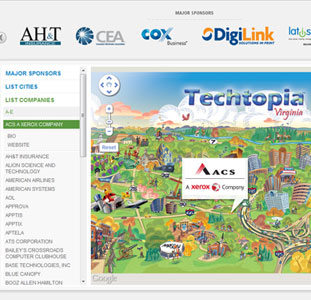 MAJOR SPONSORS
AH&T
INSURANCE
CEA
COX
Business
DigiLink
SOLUTIONS IN PRINT
latis
MAJOR SPONSORS
LIST CITIES
LIST COMPANIES
A-E
ACS A XEROX COMPANY
BIO
WEBSITE
AH&T INSURANCE
ALION SCIENCE AND
TECHNOLOGY
AMERICAN AIRLINES
AMERICAN SYSTEMS
AOL
APPROVA
APPTIS
APPTIX
APTELA
ATS CORPORATION
BAILEY'S CROSSROADS
COMPUTER CLUBHOUSE
BASE TECHNOLOGIES, INC
BLUE CANOPY
BOOZ ALLEN HAMILTON
Techtopia
Virginia
Reset
ACS
A xerox Company
Google